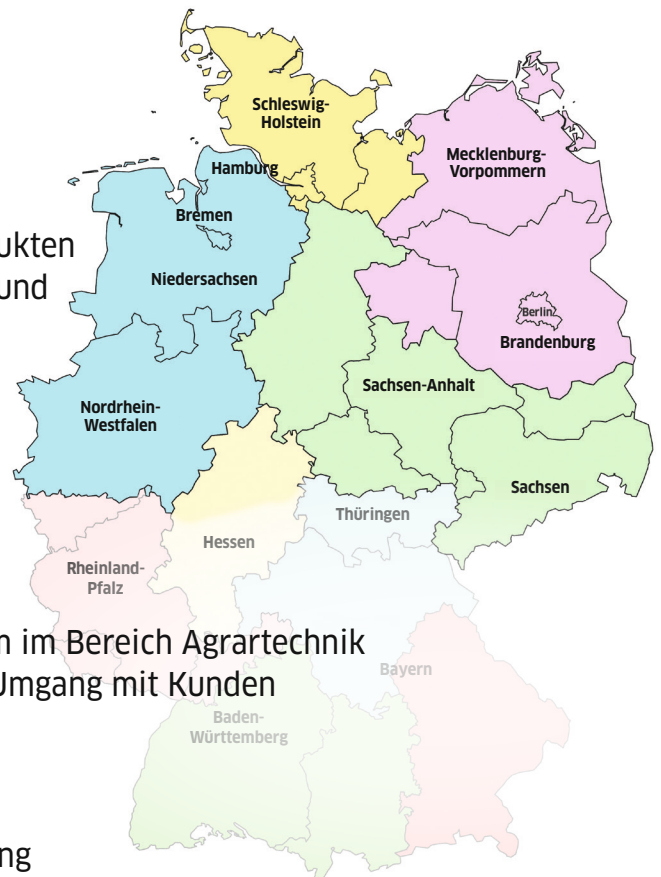 Schleswig-
Holstein
Mecklenburg-
Vorpommern
Hamburg
Bremen
ukten
und
Niedersachsen
Berlin
Brandenburg
Sachsen-Anhalt
Nordrhein-
Westfalen
Sachsen
Thüringen
Hessen
Rheinland-
Pfalz
im Bereich Agrartechnik
Umgang mit Kunden
Bayern
Baden-
Württemberg
ng